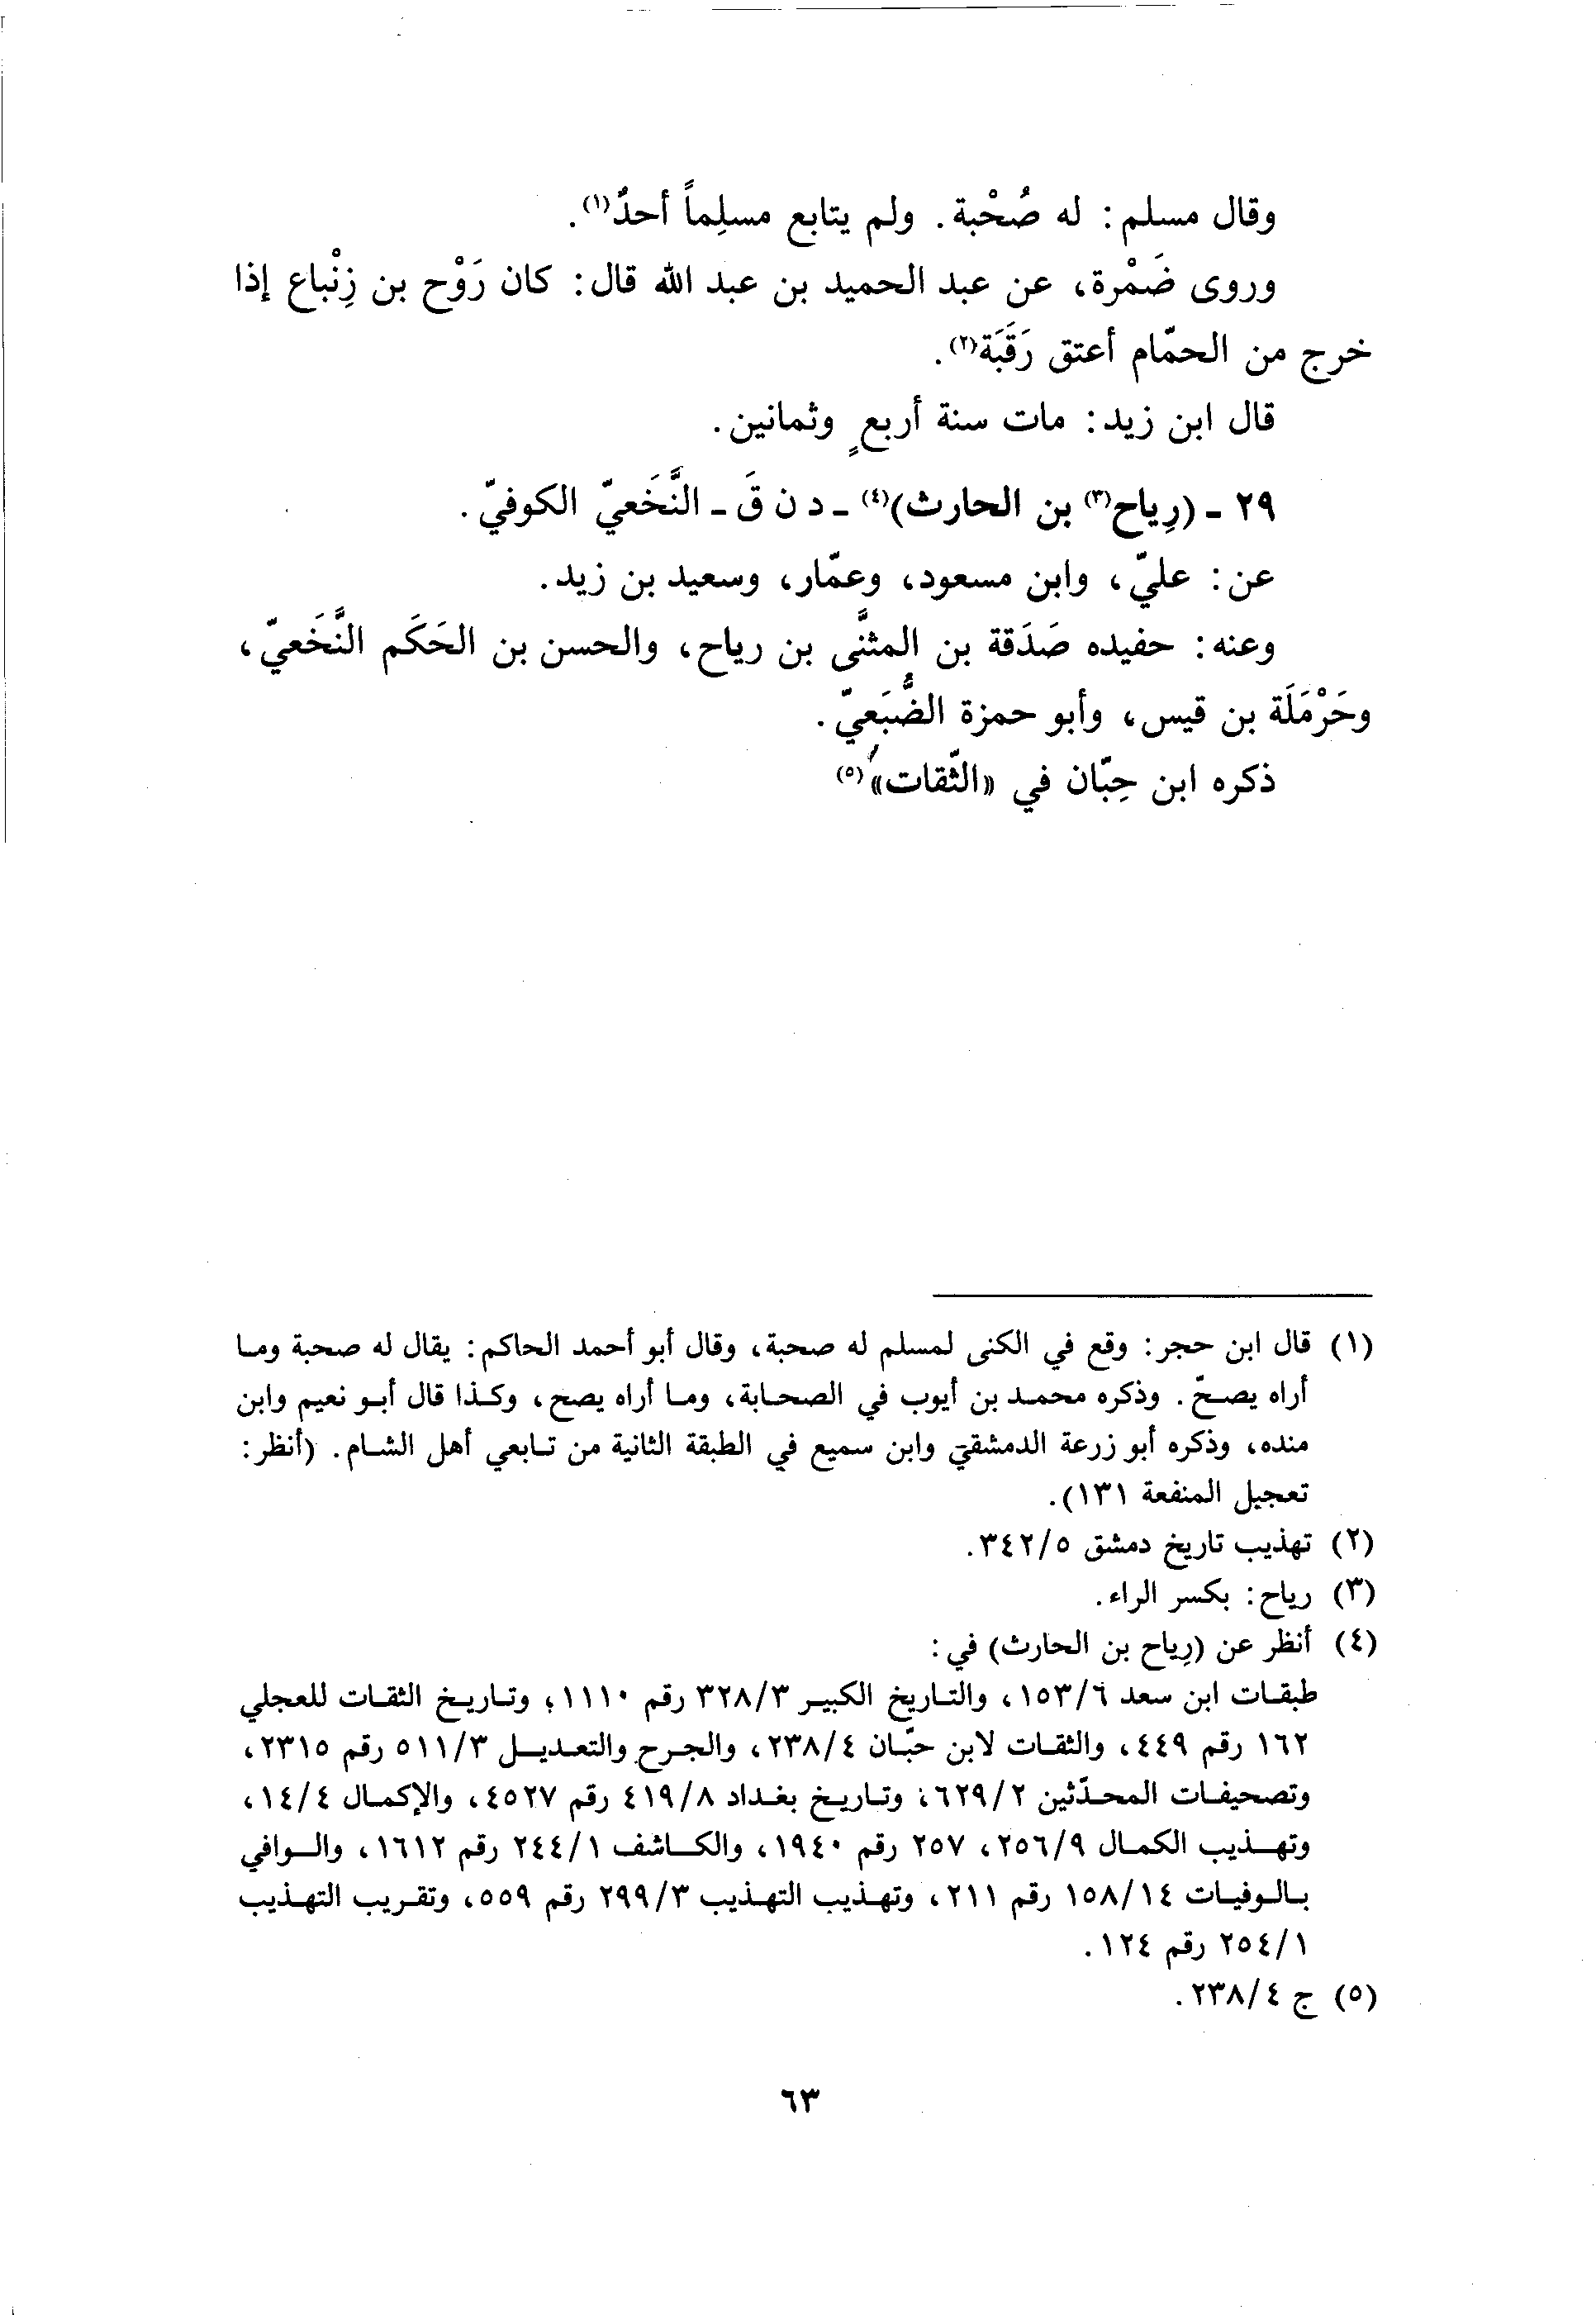 وقال مسلم: له صُحْبة. ولم يتابع مسلِماً أحدٌ(١).
وروى ضَمْرة، عن عبد الحميد بن عبد الله قال: كان رَوْح بن زِنْباع إذا
خرج من الحمّام أعتق رَقَبَة(٢).
قال ابن زيد: مات سنة أربعٍ وثمانين.
٢٩ - (رِياح(٣) بن الحارث)(٤) - د ن قَ - النَّخَعيّ الكوفيّ.
عن: عليّ، وابن مسعود، وعمّار، وسعيد بن زيد.
وعنه: حفيده صَدَقة بن المثنَّى بن رياح، والحسن بن الحَكَم النَّخَعيّ،
وحَرْمَلَة بن قيس، وأبو حمزة الضُّبَعيّ.
ذكره ابن حِبّان في «الثّقات»(٥)
(١) قال ابن حجر: وقع في الكنى لمسلم له صحبة، وقال أبو أحمد الحاكم: يقال له صحبة وما
أراه يصحّ. وذكره محمد بن أيوب في الصحابة، وما أراه يصح، وكذا قال أبو نعيم وابن
منده، وذكره أبو زرعة الدمشقي وابن سميع في الطبقة الثانية من تابعي أهل الشام. (أنظر:
تعجيل المنفعة ١٣١).
(٢) تهذيب تاريخ دمشق ٣٤٢/٥.
(٣) رياح: بكسر الراء.
(٤) أنظر عن (رِياح بن الحارث) في:
طبقات ابن سعد ١٥٣/٦، والتاريخ الكبير ٣٢٨/٣ رقم ١١١٠، وتاريخ الثقات للعجلي
١٦٢ رقم ٤٤٩، والثقات لابن حبّان ٢٣٨/٤، والجرح والتعديل ٥١١/٣ رقم ٢٣١٥،
وتصحيفات المحدّثين ٦٢٩/٢، وتاريخ بغداد ٤١٩/٨ رقم ٤٥٢٧، والإكمال ١٤/٤،
وتهذيب الكمال ٢٥٦/٩، ٢٥٧ رقم ١٩٤٠، والكاشف ٢٤٤/١ رقم ١٦١٢، والوافي
بالوفيات ١٥٨/١٤ رقم ٢١١، وتهذيب التهذيب ٢٩٩/٣ رقم ٥٥٩، وتقريب التهذيب
٢٥٤/١ رقم ١٢٤.
(٥) ج ٢٣٨/٤.
٦٣